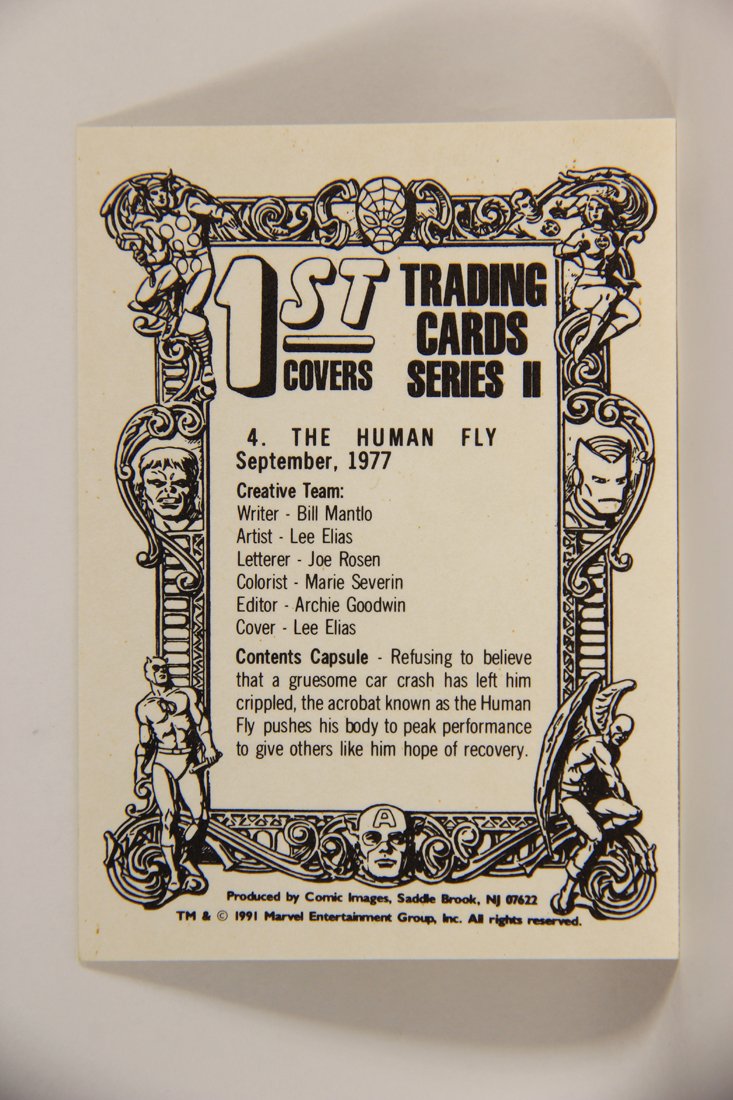 1ST COVERS
TRADING
CARDS
SERIES II
4. THE HUMAN FLY
September, 1977
Creative Team:
Writer - Bill Mantlo
Artist - Lee Elias
Letterer - Joe Rosen
Colorist - Marie Severin
Editor - Archie Goodwin
Cover - Lee Elias
Contents Capsule - Refusing to believe
that a gruesome car crash has left him
crippled, the acrobat known as the Human
Fly pushes his body to peak performance
to give others like him hope of recovery.
A
Produced by Comic Images, Saddle Brook, NJ 07622
TM & © 1991 Marvel Entertainment Group, Inc. All rights reserved.